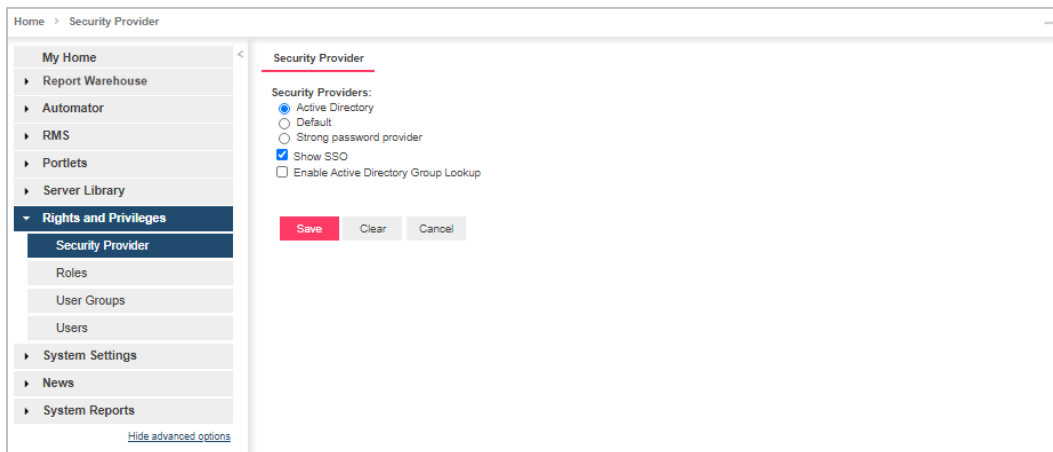 Home > Security Provider
My Home
Report Warehouse
Automator
RMS
Portlets
Server Library
Rights and Privileges
Security Provider
Roles
User Groups
Users
System Settings
News
System Reports
Hide advanced options
Security Provider
Security Providers:
Active Directory
Default
Strong password provider
Show SSO
Enable Active Directory Group Lookup
Save Clear Cancel